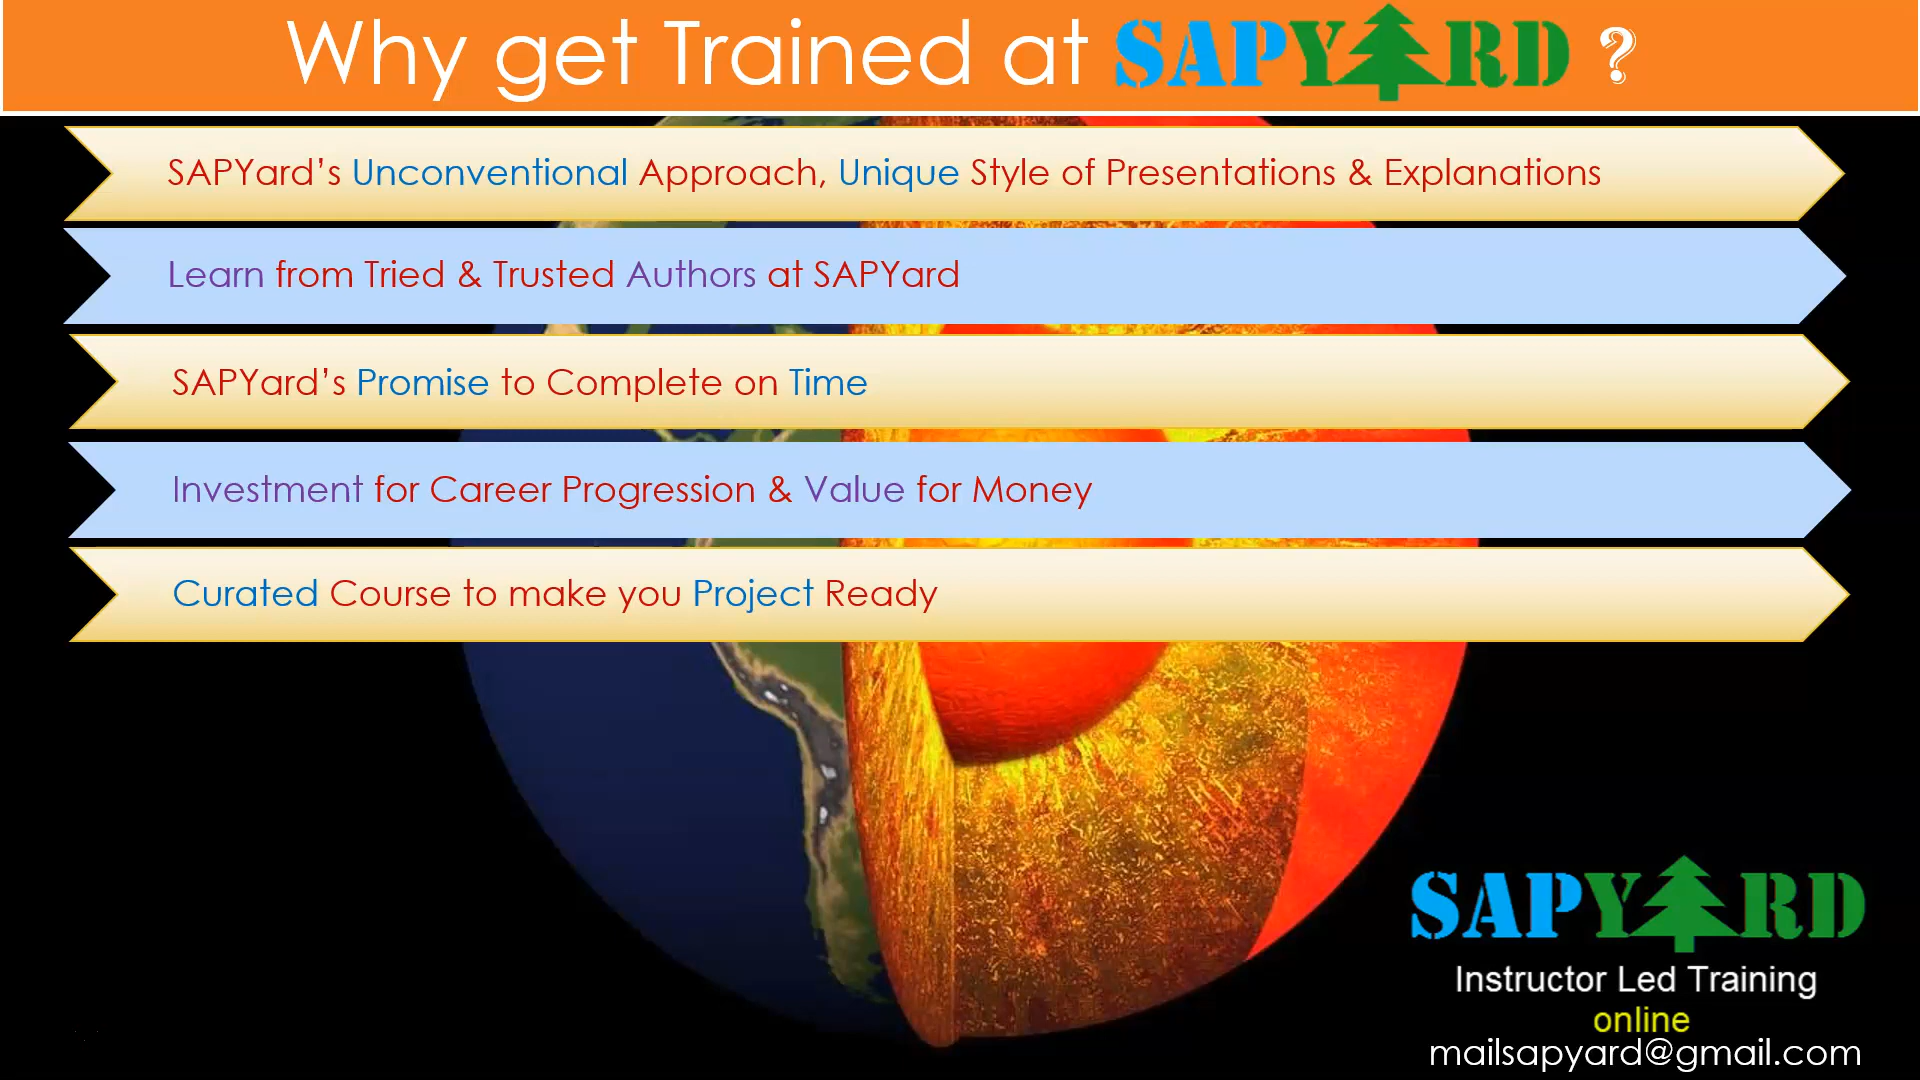 Why get Trained at SAPYARD ?
SAPYard’s Unconventional Approach, Unique Style of Presentations & Explanations
Learn from Tried & Trusted Authors at SAPYard
SAPYard’s Promise to Complete on Time
Investment for Career Progression & Value for Money
Curated Course to make you Project Ready
SAPYARD
Instructor Led Training
online
mailsapyard@gmail.com